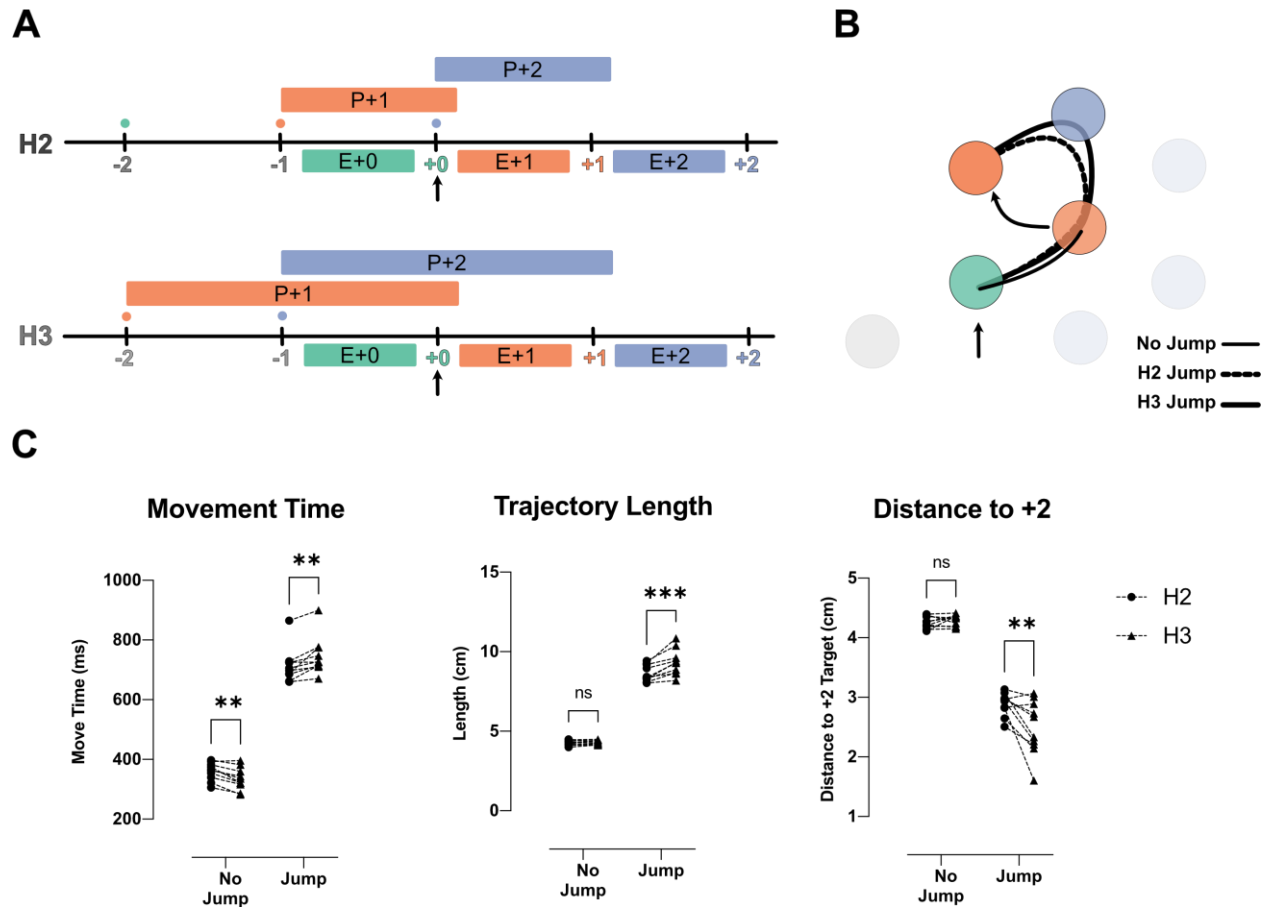 A
B
P+2
P+1
H2
-2
-1
E+0
+0
E+1
+1
E+2
+2
P+2
P+1
H3
-2
-1
E+0
+0
E+1
+1
E+2
+2
No Jump
H2 Jump
H3 Jump
C
Movement Time
Trajectory Length
Distance to +2
Move Time (ms)
1000
800
600
400
200
**
**
No
Jump
Jump
Length (cm)
15
10
5
0
ns
***
No
Jump
Jump
Distance to +2 Target (cm)
5
4
3
2
1
ns
**
No
Jump
Jump
H2
H3